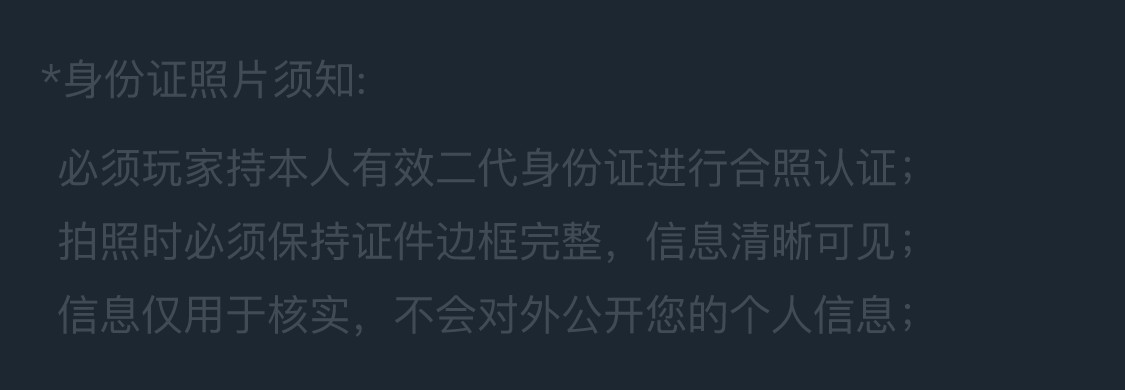 *身份证照片须知:
必须玩家持本人有效二代身份证进行合照认证;
拍照时必须保持证件边框完整，信息清晰可见;
信息仅用于核实，不会对外公开您的个人信息;